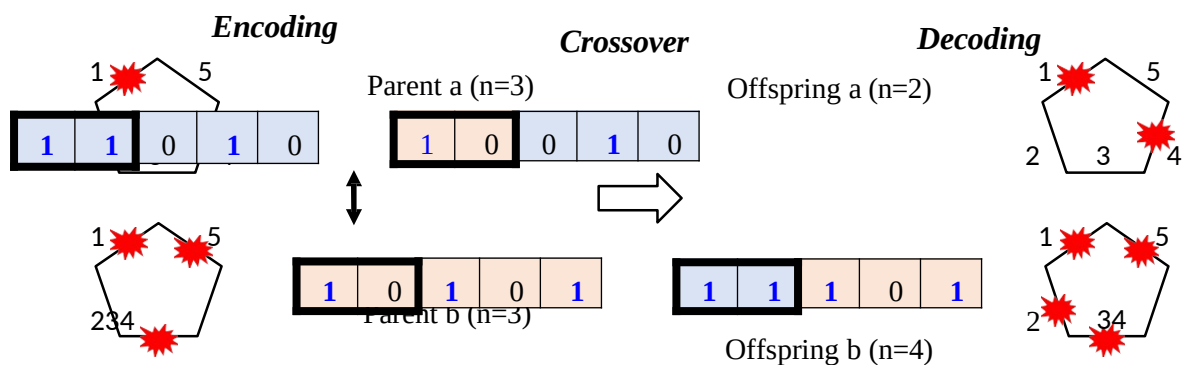 Encoding
Crossover
Decoding
1 5
Parent a (n=3)
Offspring a (n=2)
1 5
1 1 0 1 0
1 0 0 1 0
2 3 4
1 5
1 5
1 0 1 0 1
1 1 1 0 1
234
Parent b (n=3)
2 34
Offspring b (n=4)